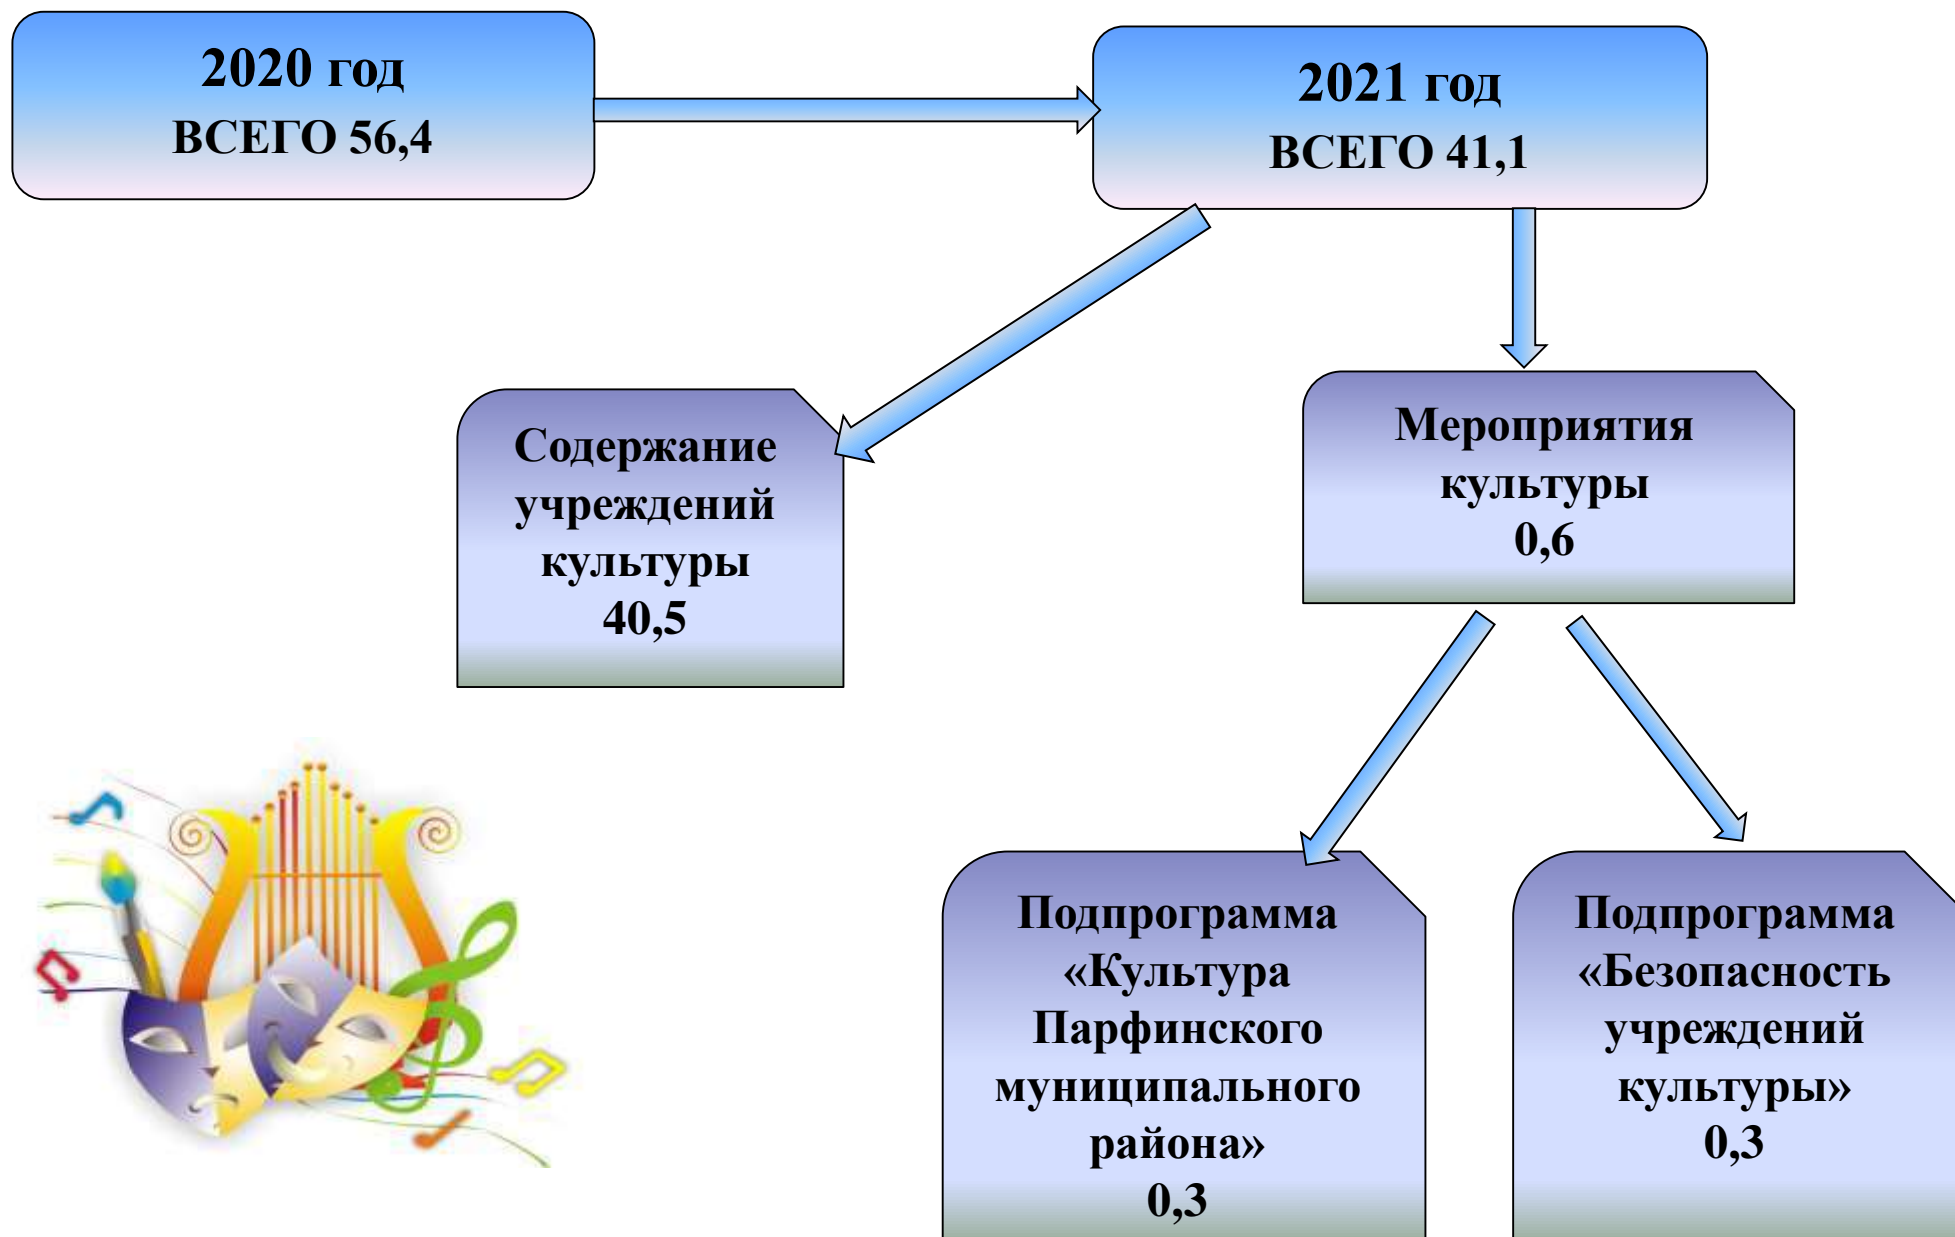 2020 год
ВСЕГО 56,4
2021 год
ВСЕГО 41,1
Содержание
учреждений
культуры
40,5
Мероприятия
культуры
0,6
Подпрограмма
«Культура
Парфинского
муниципального
района»
0,3
Подпрограмма
«Безопасность
учреждений
культуры»
0,3